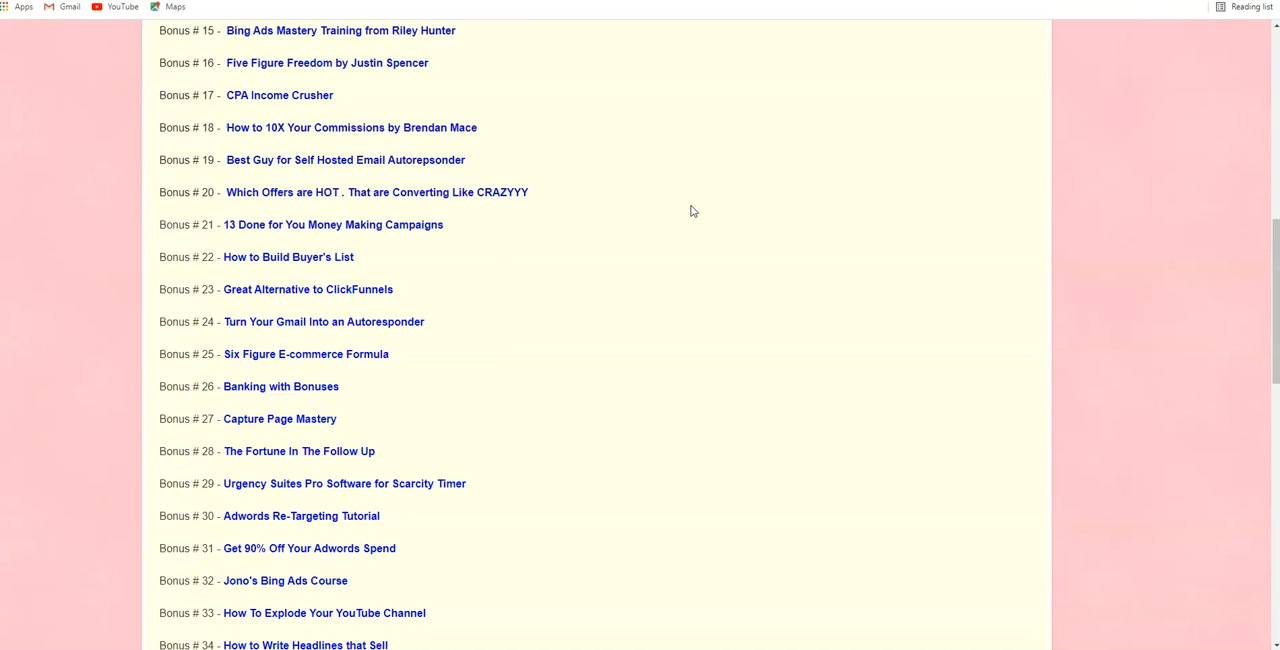 Apps Gmail YouTube Maps Reading list
Bonus # 15 - Bing Ads Mastery Training from Riley Hunter
Bonus # 16 - Five Figure Freedom by Justin Spencer
Bonus # 17 - CPA Income Crusher
Bonus # 18 - How to 10X Your Commissions by Brendan Mace
Bonus # 19 - Best Guy for Self Hosted Email Autorepsonder
Bonus # 20 - Which Offers are HOT . That are Converting Like CRAZYYY
Bonus # 21 - 13 Done for You Money Making Campaigns
Bonus # 22 - How to Build Buyer's List
Bonus # 23 - Great Alternative to ClickFunnels
Bonus # 24 - Turn Your Gmail Into an Autoresponder
Bonus # 25 - Six Figure E-commerce Formula
Bonus # 26 - Banking with Bonuses
Bonus # 27 - Capture Page Mastery
Bonus # 28 - The Fortune In The Follow Up
Bonus # 29 - Urgency Suites Pro Software for Scarcity Timer
Bonus # 30 - Adwords Re-Targeting Tutorial
Bonus # 31 - Get 90% Off Your Adwords Spend
Bonus # 32 - Jono's Bing Ads Course
Bonus # 33 - How To Explode Your YouTube Channel
Bonus # 34 - How to Write Headlines that Sell